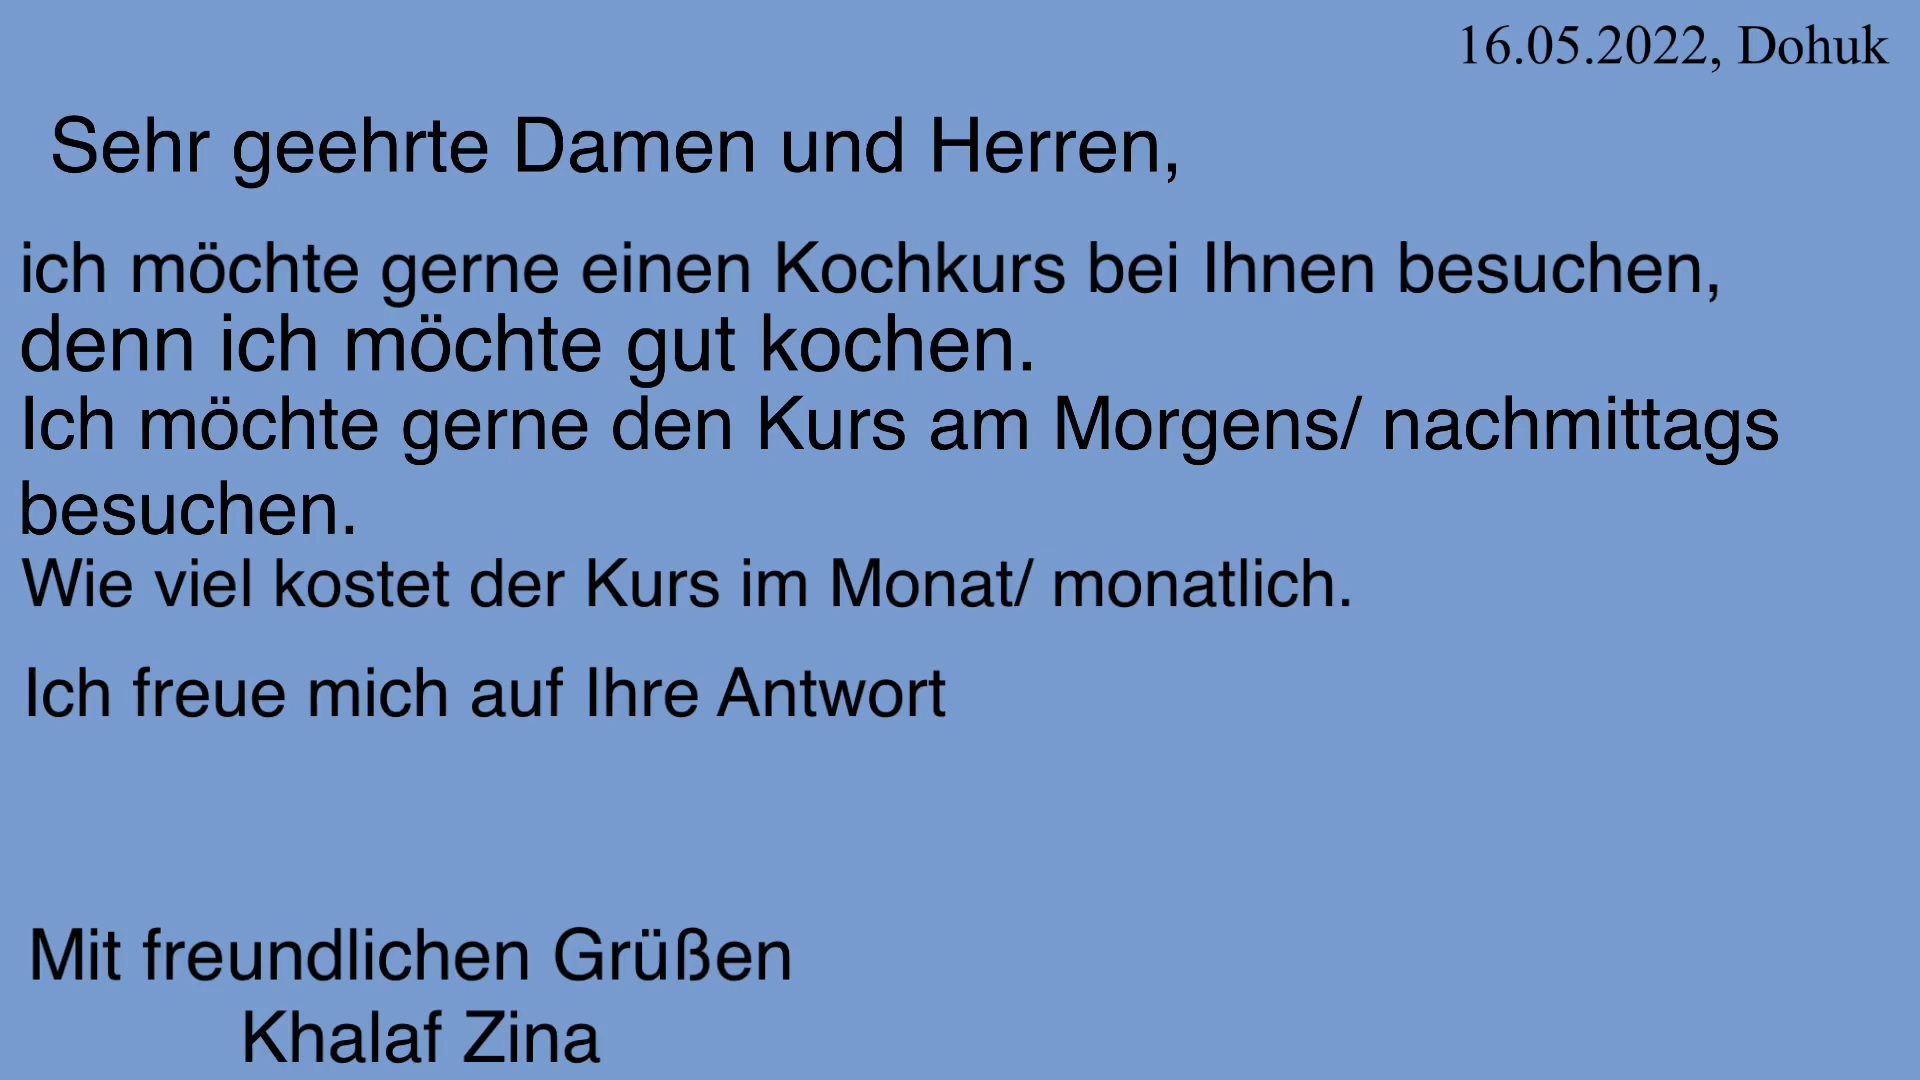 16.05.2022, Dohuk
Sehr geehrte Damen und Herren,
ich möchte gerne einen Kochkurs bei Ihnen besuchen,
denn ich möchte gut kochen.
Ich möchte gerne den Kurs am Morgens/ nachmittags
besuchen.
Wie viel kostet der Kurs im Monat/ monatlich.
Ich freue mich auf Ihre Antwort
Mit freundlichen Grüßen
Khalaf Zina